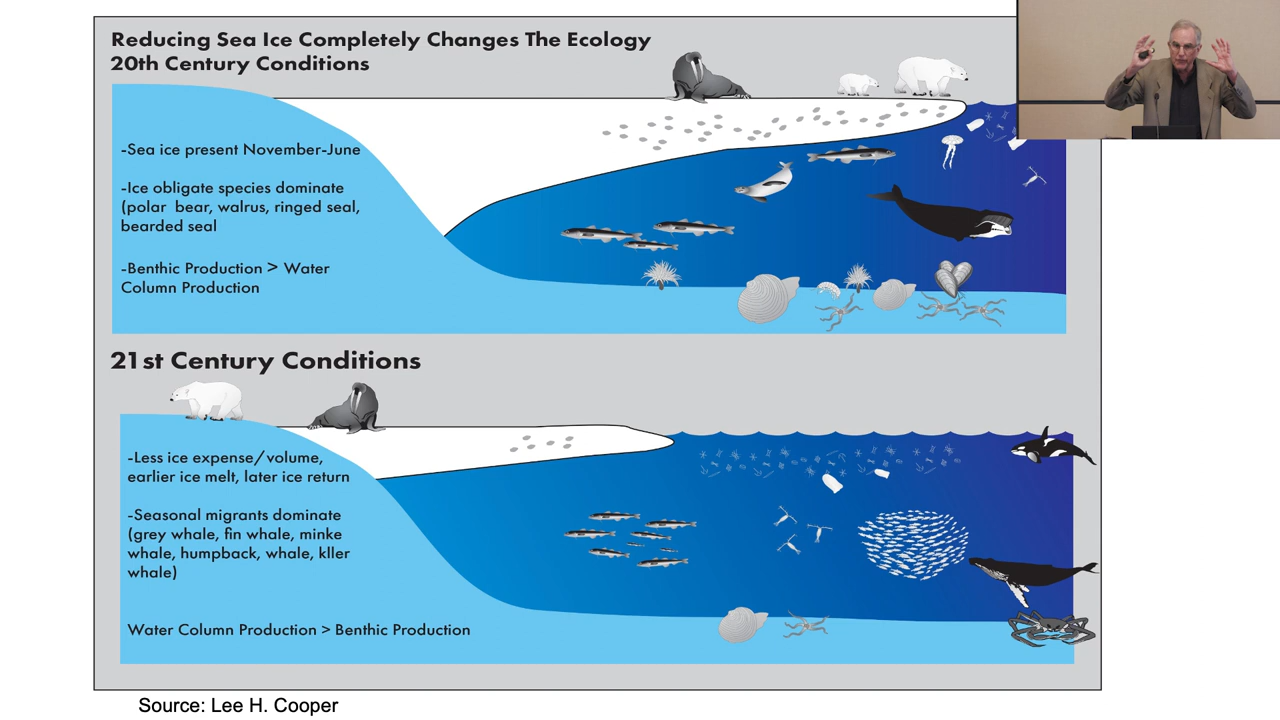 Reducing Sea Ice Completely Changes The Ecology
20th Century Conditions
-Sea ice present November-June
-Ice obligate species dominate
(polar bear, walrus, ringed seal,
bearded seal
-Benthic Production > Water
Column Production
21st Century Conditions
-Less ice expense/volume,
earlier ice melt, later ice return
-Seasonal migrants dominate
(grey whale, fin whale, minke
whale, humpback, whale, kller
whale)
Water Column Production > Benthic Production
Source: Lee H. Cooper